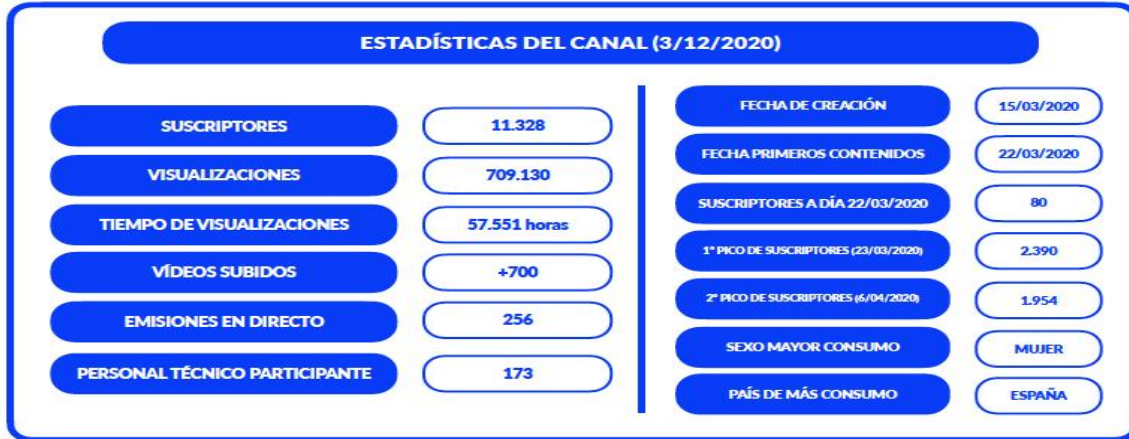 ESTADÍSTICAS DEL CANAL (3/12/2020)
SUSCRIPTORES 11.328
VISUALIZACIONES 709.130
TIEMPO DE VISUALIZACIONES 57.551 horas
VÍDEOS SUBIDOS +700
EMISIONES EN DIRECTO 256
PERSONAL TÉCNICO PARTICIPANTE 173
FECHA DE CREACIÓN 15/03/2020
FECHA PRIMEROS CONTENIDOS 22/03/2020
SUSCRIPTORES A DÍA 22/03/2020 80
1º PICO DE SUSCRIPTORES (23/03/2020) 2.390
2º PICO DE SUSCRIPTORES (6/04/2020) 1.954
SEXO MAYOR CONSUMO MUJER
PAÍS DE MÁS CONSUMO ESPAÑA